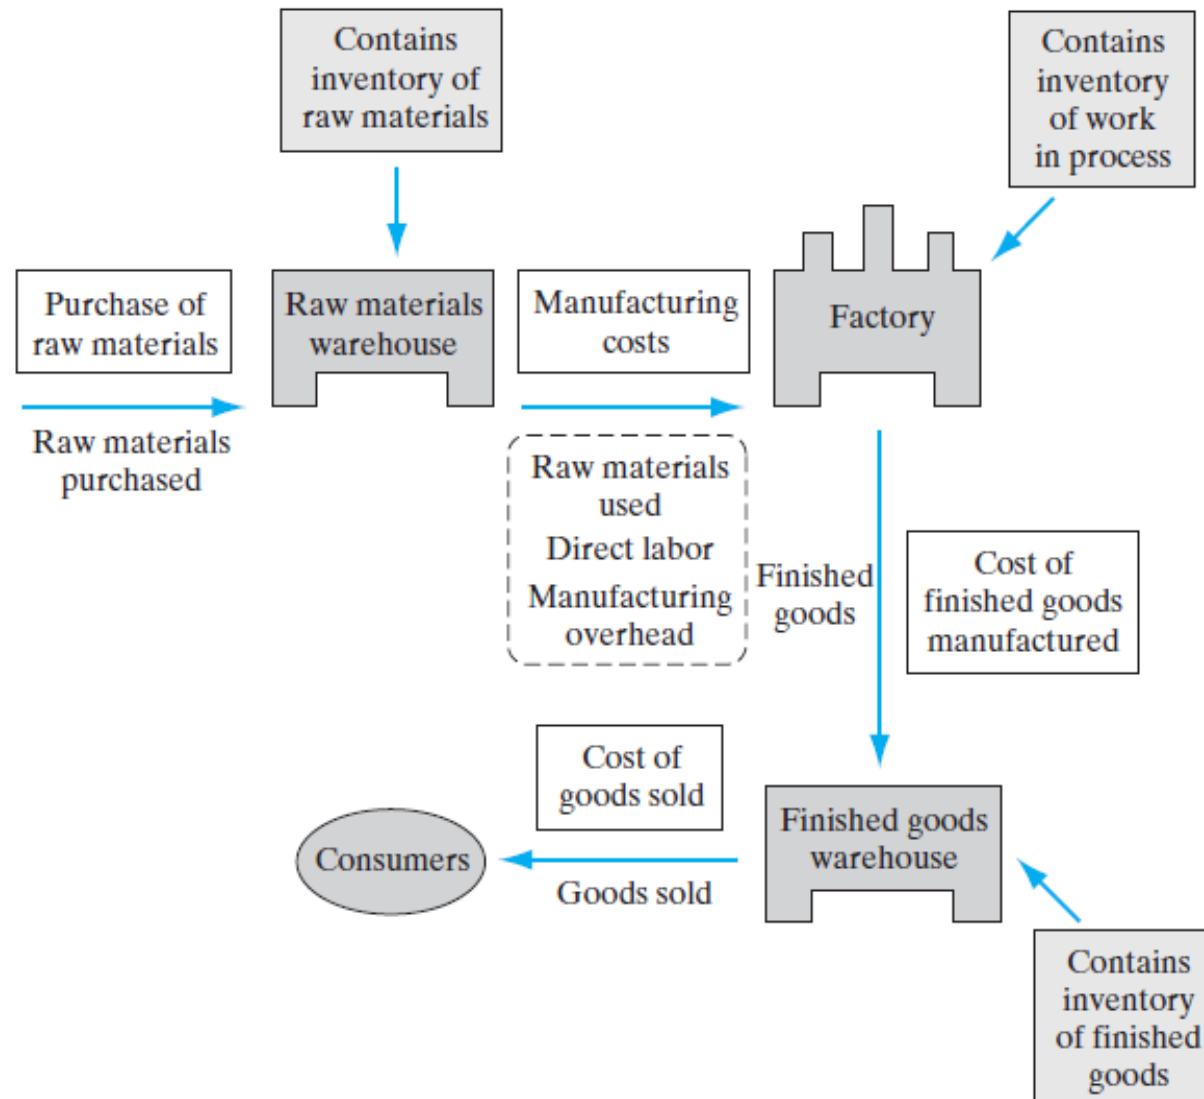 Contains
inventory of
raw materials
Contains
inventory
of work
in process
Purchase of
raw materials
Raw materials
warehouse
Manufacturing
costs
Factory
Raw materials
purchased
Raw materials
used
Direct labor
Manufacturing
overhead
Finished
goods
Cost of
finished goods
manufactured
Cost of
goods sold
Consumers
Goods sold
Finished goods
warehouse
Contains
inventory
of finished
goods